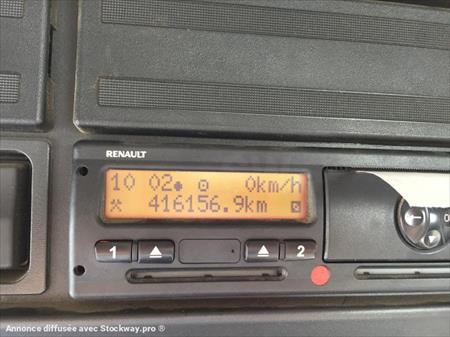 RENAULT
10 02 0km/h
416156.9km
1 2
Annonce diffusée avec Stockway.pro ®